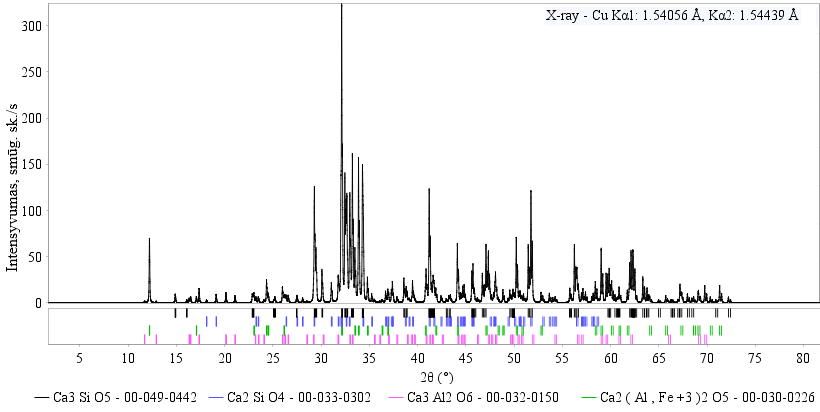 X-ray - Cu Kα1: 1.54056 Å, Kα2: 1.54439 Å
Intensyvumas, smūg. sk./s
300
250
200
150
100
50
0
5 10 15 20 25 30 35 40 45 50 55 60 65 70 75 80
2θ (°)
Ca3 Si O5 - 00-049-0442 Ca2 Si O4 - 00-033-0302 Ca3 Al2 O6 - 00-032-0150 Ca2 ( Al , Fe +3 )2 O5 - 00-030-0226